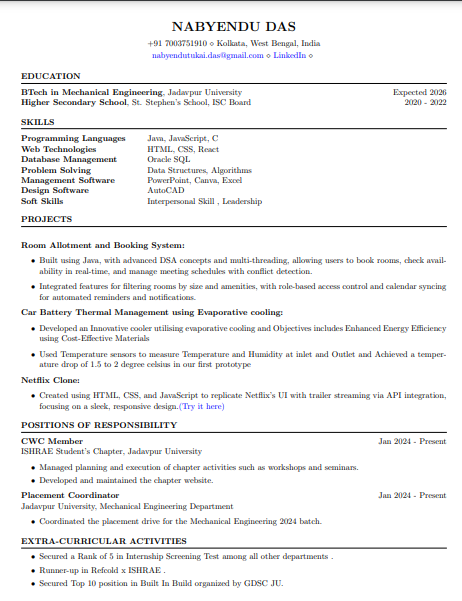 NABYENDU DAS
+91 7003751910 ⋄ Kolkata, West Bengal, India
nabyendutukai.das@gmail.com ⋄ LinkedIn ⋄
EDUCATION
BTech in Mechanical Engineering, Jadavpur University Expected 2026
Higher Secondary School, St. Stephen's School, ISC Board 2020 - 2022
SKILLS
Programming Languages Java, JavaScript, C
Web Technologies HTML, CSS, React
Database Management Oracle SQL
Problem Solving Data Structures, Algorithms
Management Software PowerPoint, Canva, Excel
Design Software AutoCAD
Soft Skills Interpersonal Skill , Leadership
PROJECTS
Room Allotment and Booking System:
• Built using Java, with advanced DSA concepts and multi-threading, allowing users to book rooms, check avail-
ability in real-time, and manage meeting schedules with conflict detection.
• Integrated features for filtering rooms by size and amenities, with role-based access control and calendar syncing
for automated reminders and notifications.
Car Battery Thermal Management using Evaporative cooling:
• Developed an Innovative cooler utilising evaporative cooling and Objectives includes Enhanced Energy Efficiency
using Cost-Effective Materials
• Used Temperature sensors to measure Temperature and Humidity at inlet and Outlet and Achieved a temper-
ature drop of 1.5 to 2 degree celsius in our first prototype
Netflix Clone:
• Created using HTML, CSS, and JavaScript to replicate Netflix's UI with trailer streaming via API integration,
focusing on a sleek, responsive design.(Try it here)
POSITIONS OF RESPONSIBILITY
CWC Member Jan 2024 - Present
ISHRAE Student's Chapter, Jadavpur University
• Managed planning and execution of chapter activities such as workshops and seminars.
• Developed and maintained the chapter website.
Placement Coordinator Jan 2024 - Present
Jadavpur University, Mechanical Engineering Department
• Coordinated the placement drive for the Mechanical Engineering 2024 batch.
EXTRA-CURRICULAR ACTIVITIES
• Secured a Rank of 5 in Internship Screening Test among all other departments .
• Runner-up in Refcold x ISHRAE .
• Secured Top 10 position in Built In Build organized by GDSC JU.